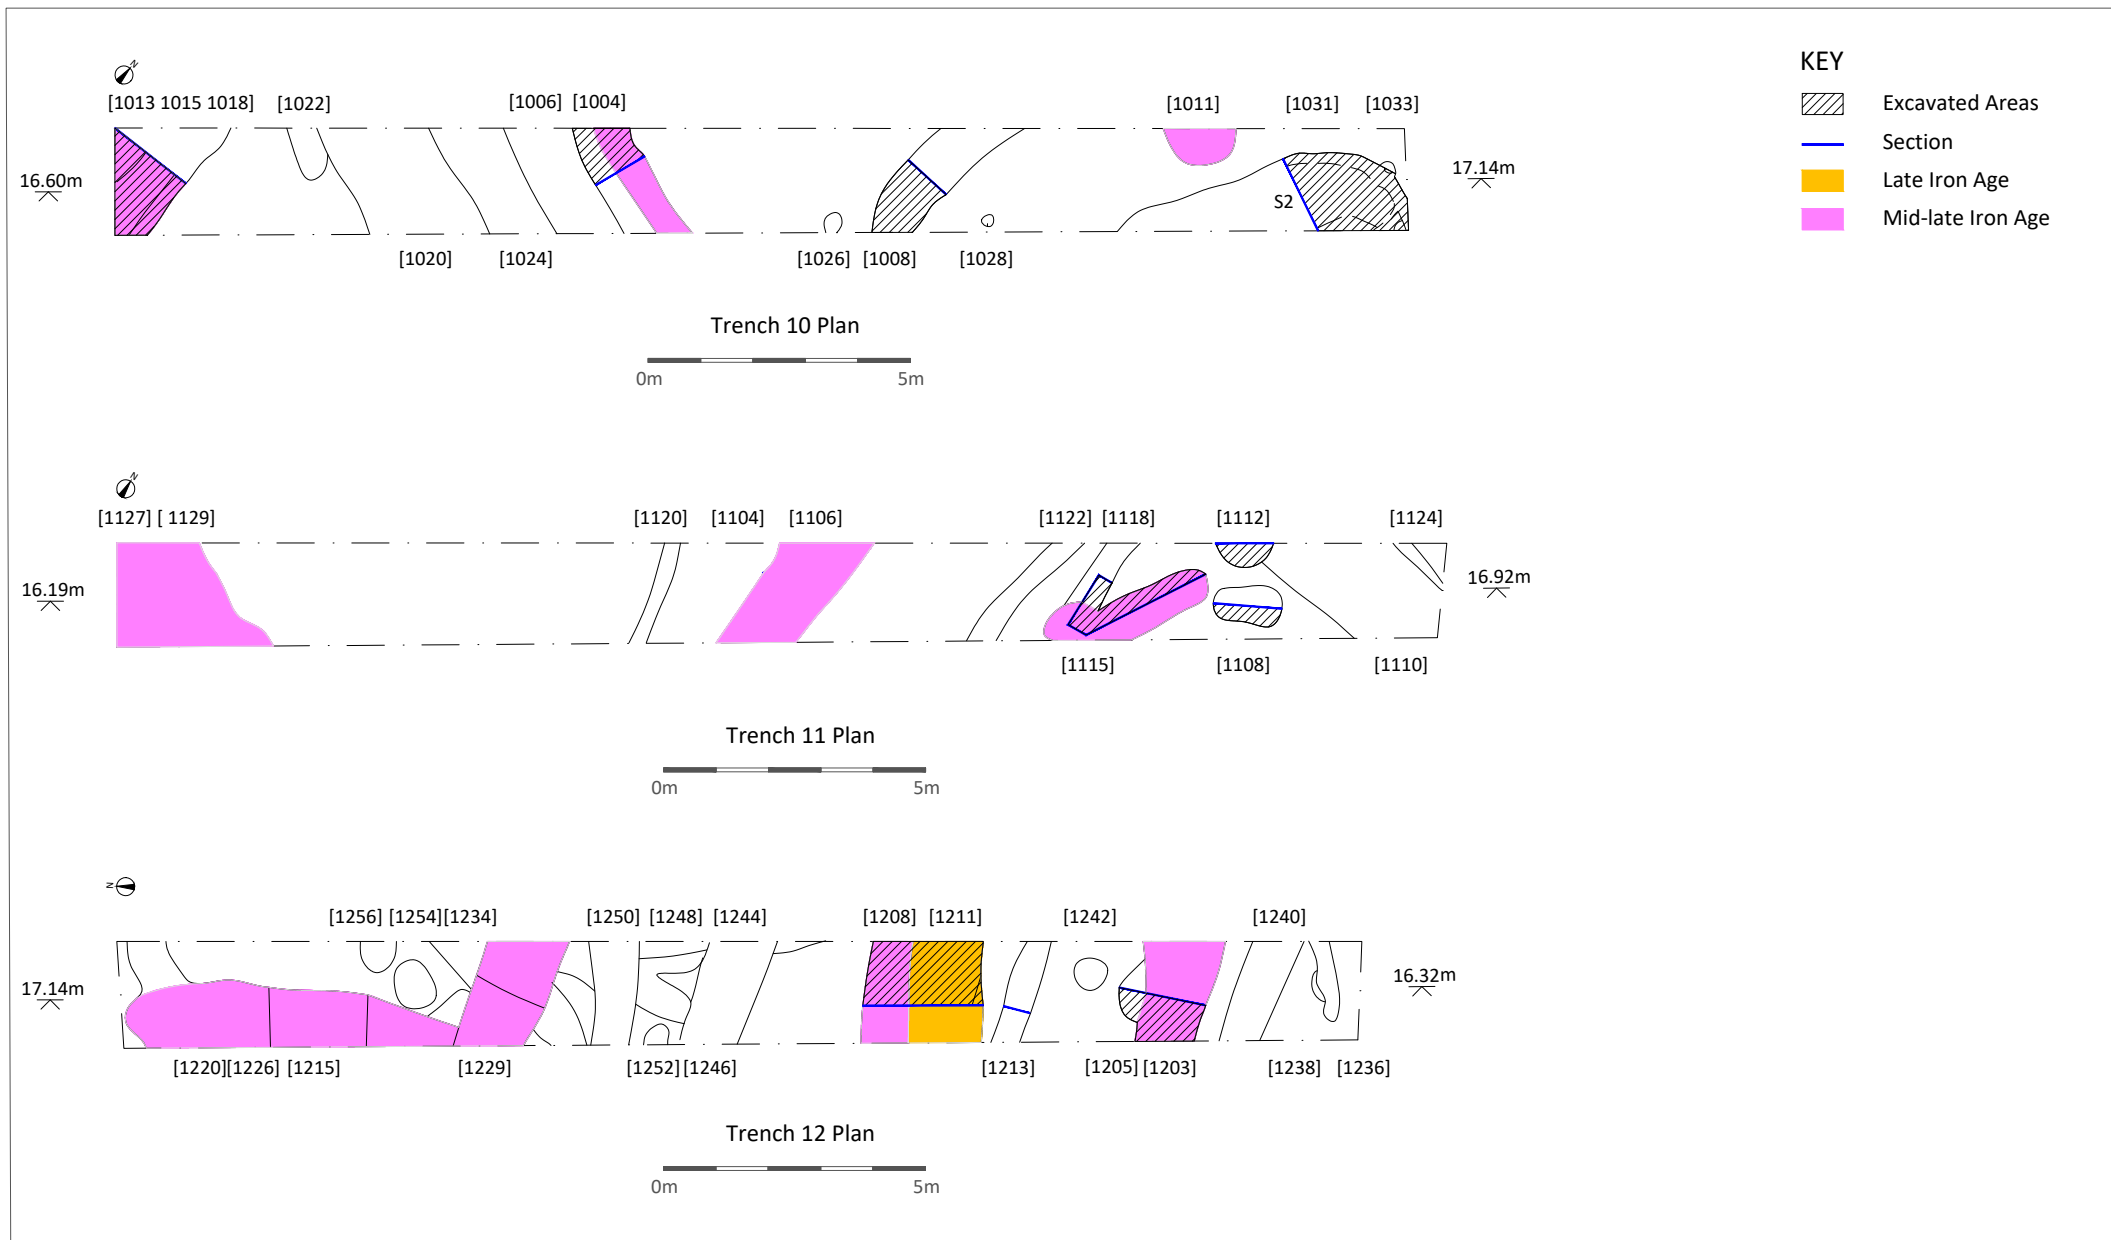 KEY
Excavated Areas
Section
Late Iron Age
Mid-late Iron Age
N
[1013 1015 1018] [1022] [1006] [1004] [1011] [1031] [1033]
16.60m 17.14m
S2
[1020] [1024] [1026] [1008] [1028]
Trench 10 Plan
0m 5m
N
[1127] [ 1129] [1120] [1104] [1106] [1122] [1118] [1112] [1124]
16.19m 16.92m
[1115] [1108] [1110]
Trench 11 Plan
0m 5m
N
[1256] [1254][1234] [1250] [1248] [1244] [1208] [1211] [1242] [1240]
17.14m 16.32m
[1220][1226] [1215] [1229] [1252] [1246] [1213] [1205] [1203] [1238] [1236]
Trench 12 Plan
0m 5m